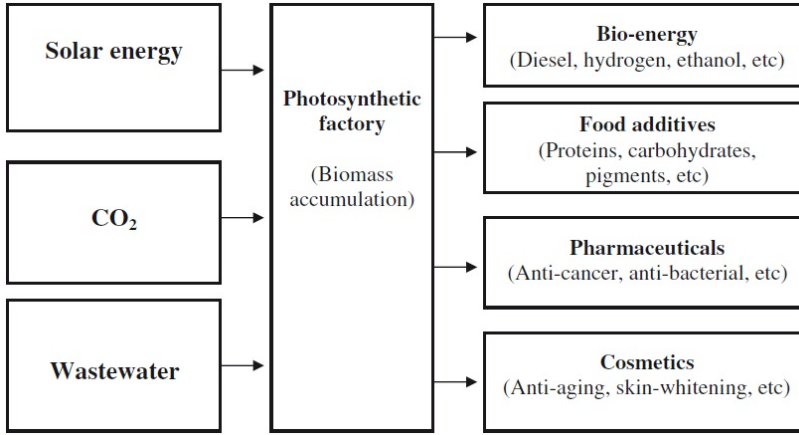 Solar energy
CO₂
Wastewater
Photosynthetic
factory
(Biomass
accumulation)
Bio-energy
(Diesel, hydrogen, ethanol, etc)
Food additives
(Proteins, carbohydrates,
pigments, etc)
Pharmaceuticals
(Anti-cancer, anti-bacterial, etc)
Cosmetics
(Anti-aging, skin-whitening, etc)